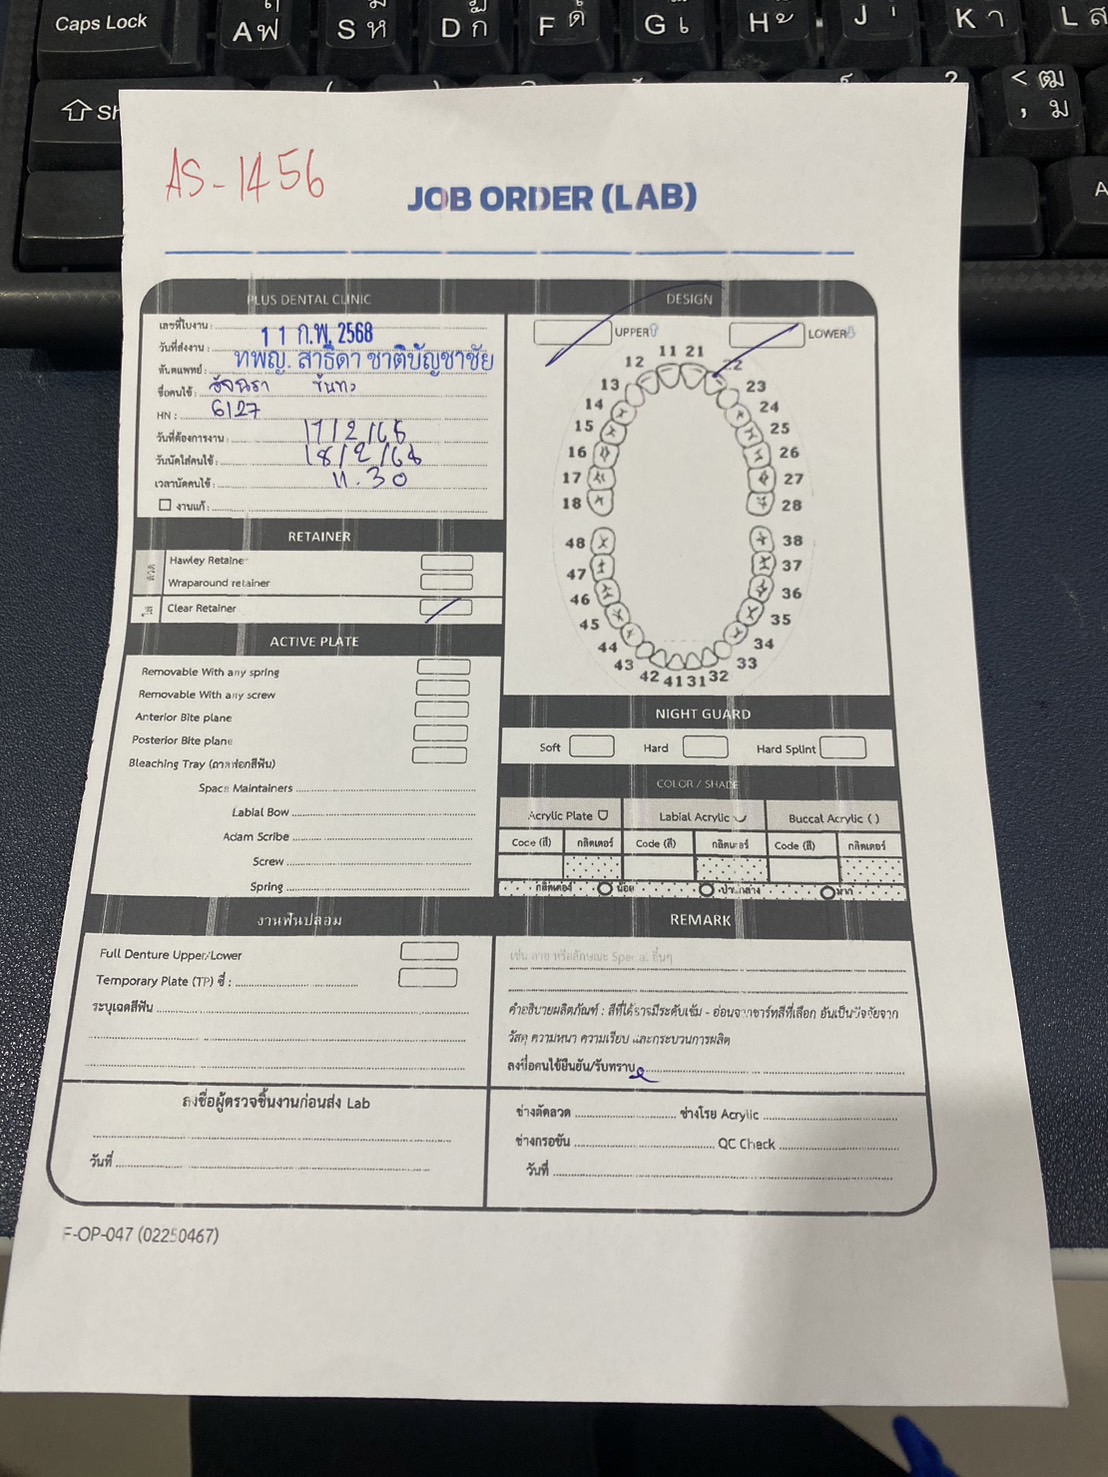 Caps Lock
A ฟ
S ห
D ก
F ด
G เ
H
J
K า
L ส
Sh
< ฒ
, ม
?
A
AS-1456
JOB ORDER (LAB)
PLUS DENTAL CLINIC
เลขที่ใบงาน :
วันที่ส่งงาน : 11 ก.พ. 2568
ทันตแพทย์ : ทพญ. สาริดา ชาติบัญชาชัย
ชื่อคนไข้ :
HN : 6127
วันที่ต้องการงาน : 17/2/68
วันนัดใส่คนไข้ : 18/2/68
เวลานัดคนไข้ : 11.30
งานแก้ :
DESIGN
UPPER
LOWER
11 21
12 22
13 23
14 24
15 25
16 26
17 27
18 28
48 38
47 37
46 36
45 35
44 34
43 33
42 41 31 32
RETAINER
ลวด
Hawley Retainer
Wraparound retainer
ใส
Clear Retainer
ACTIVE PLATE
Removable With any spring
Removable With any screw
Anterior Bite plane
Posterior Bite plane
Bleaching Tray (ถาดฟอกสีฟัน)
Space Maintainers
Labial Bow
Adam Scribe
Screw
Spring
NIGHT GUARD
Soft Hard Hard Splint
COLOR / SHADE
Acrylic Plate Labial Acrylic Buccal Acrylic ( )
Code (สี) กลิตเตอร์ Code (สี) กลิตเตอร์ Code (สี) กลิตเตอร์
กลิตเตอร์ น้อย ปานกลาง มาก
งานฟันปลอม
Full Denture Upper/Lower
Temporary Plate (TP) ซี่ :
ระบุเฉดสีฟัน
REMARK
เช่น ลาย หรือลักษณะ Special อื่นๆ
คำอธิบายผลิตภัณฑ์ : สีที่ได้อาจมีระดับเข้ม - อ่อนจากชาร์ทสีที่เลือก อันเป็นปัจจัยจาก
วัสดุ ความหนา ความเรียบ และกระบวนการผลิต
ลงชื่อคนไข้ยืนยัน/รับทราบ
ลงชื่อผู้ตรวจชิ้นงานก่อนส่ง Lab
วันที่
ช่างดัดลวด ช่างโรย Acrylic
ช่างกรอขัน QC Check
วันที่
F-OP-047 (02250467)